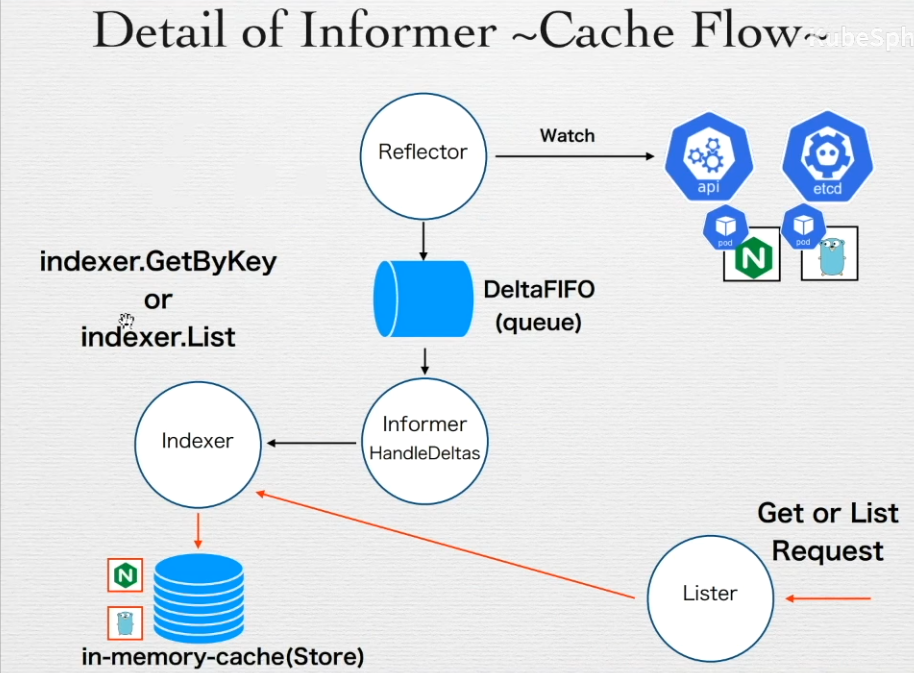 Detail of Informer ~Cache Flow~
KubeSph
Reflector
Watch
api
etcd
pod
pod
N
indexer.GetByKey
or
indexer.List
DeltaFIFO
(queue)
Indexer
Informer
HandleDeltas
Get or List
Request
Lister
N
in-memory-cache(Store)